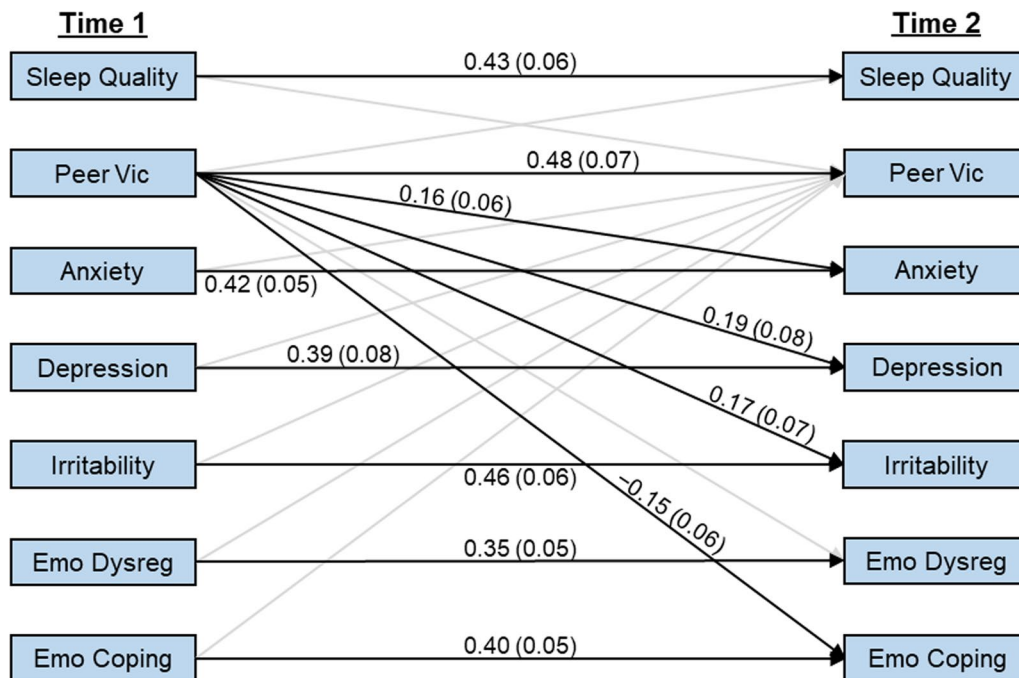 Time 1
Time 2
Sleep Quality
0.43 (0.06)
Sleep Quality
Peer Vic
0.48 (0.07)
Peer Vic
0.16 (0.06)
Anxiety
0.42 (0.05)
Anxiety
0.19 (0.08)
Depression
0.39 (0.08)
Depression
0.17 (0.07)
Irritability
0.46 (0.06)
Irritability
−0.15 (0.06)
Emo Dysreg
0.35 (0.05)
Emo Dysreg
Emo Coping
0.40 (0.05)
Emo Coping